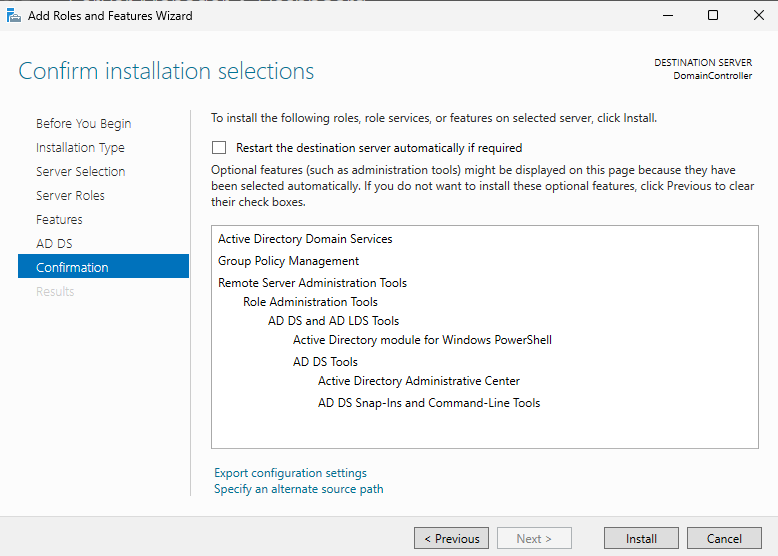 Add Roles and Features Wizard
Confirm installation selections
DESTINATION SERVER
DomainController
Before You Begin
Installation Type
Server Selection
Server Roles
Features
AD DS
Confirmation
Results
To install the following roles, role services, or features on selected server, click Install.
Restart the destination server automatically if required
Optional features (such as administration tools) might be displayed on this page because they have
been selected automatically. If you do not want to install these optional features, click Previous to clear
their check boxes.
Active Directory Domain Services
Group Policy Management
Remote Server Administration Tools
Role Administration Tools
AD DS and AD LDS Tools
Active Directory module for Windows PowerShell
AD DS Tools
Active Directory Administrative Center
AD DS Snap-Ins and Command-Line Tools
Export configuration settings
Specify an alternate source path
< Previous
Next >
Install
Cancel